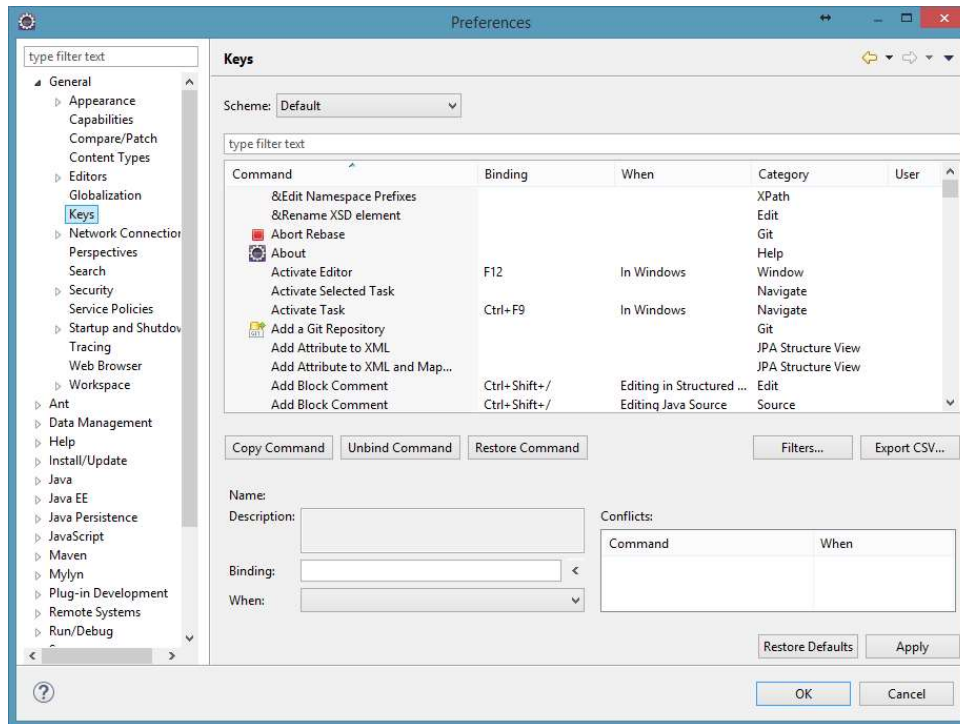 Preferences
type filter text
General
Appearance
Capabilities
Compare/Patch
Content Types
Editors
Globalization
Keys
Network Connection
Perspectives
Search
Security
Service Policies
Startup and Shutdov
Tracing
Web Browser
Workspace
Ant
Data Management
Help
Install/Update
Java
Java EE
Java Persistence
JavaScript
Maven
Mylyn
Plug-in Development
Remote Systems
Run/Debug
Keys
Scheme: Default
type filter text
Command Binding When Category User
&Edit Namespace Prefixes XPath
&Rename XSD element Edit
Abort Rebase Git
About Help
Activate Editor F12 In Windows Window
Activate Selected Task Navigate
Activate Task Ctrl+F9 In Windows Navigate
Add a Git Repository Git
Add Attribute to XML JPA Structure View
Add Attribute to XML and Map... JPA Structure View
Add Block Comment Ctrl+Shift+/ Editing in Structured ... Edit
Add Block Comment Ctrl+Shift+/ Editing Java Source Source
Copy Command Unbind Command Restore Command Filters... Export CSV...
Name:
Description:
Binding:
When:
Conflicts:
Command When
Restore Defaults Apply
OK Cancel